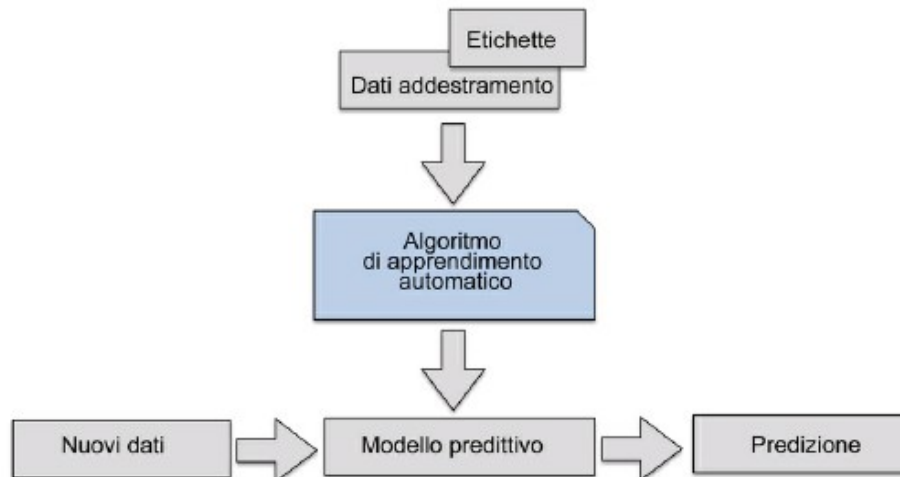 Etichette
Dati addestramento
Algoritmo
di apprendimento
automatico
Nuovi dati
Modello predittivo
Predizione